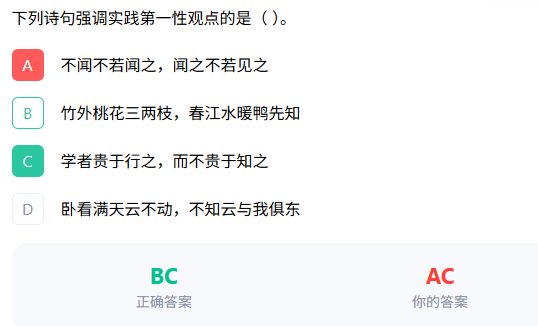 下列诗句强调实践第一性观点的是（ ）。
A 不闻不若闻之，闻之不若见之
B 竹外桃花三两枝，春江水暖鸭先知
C 学者贵于行之，而不贵于知之
D 卧看满天云不动，不知云与我俱东
BC AC
正确答案 你的答案